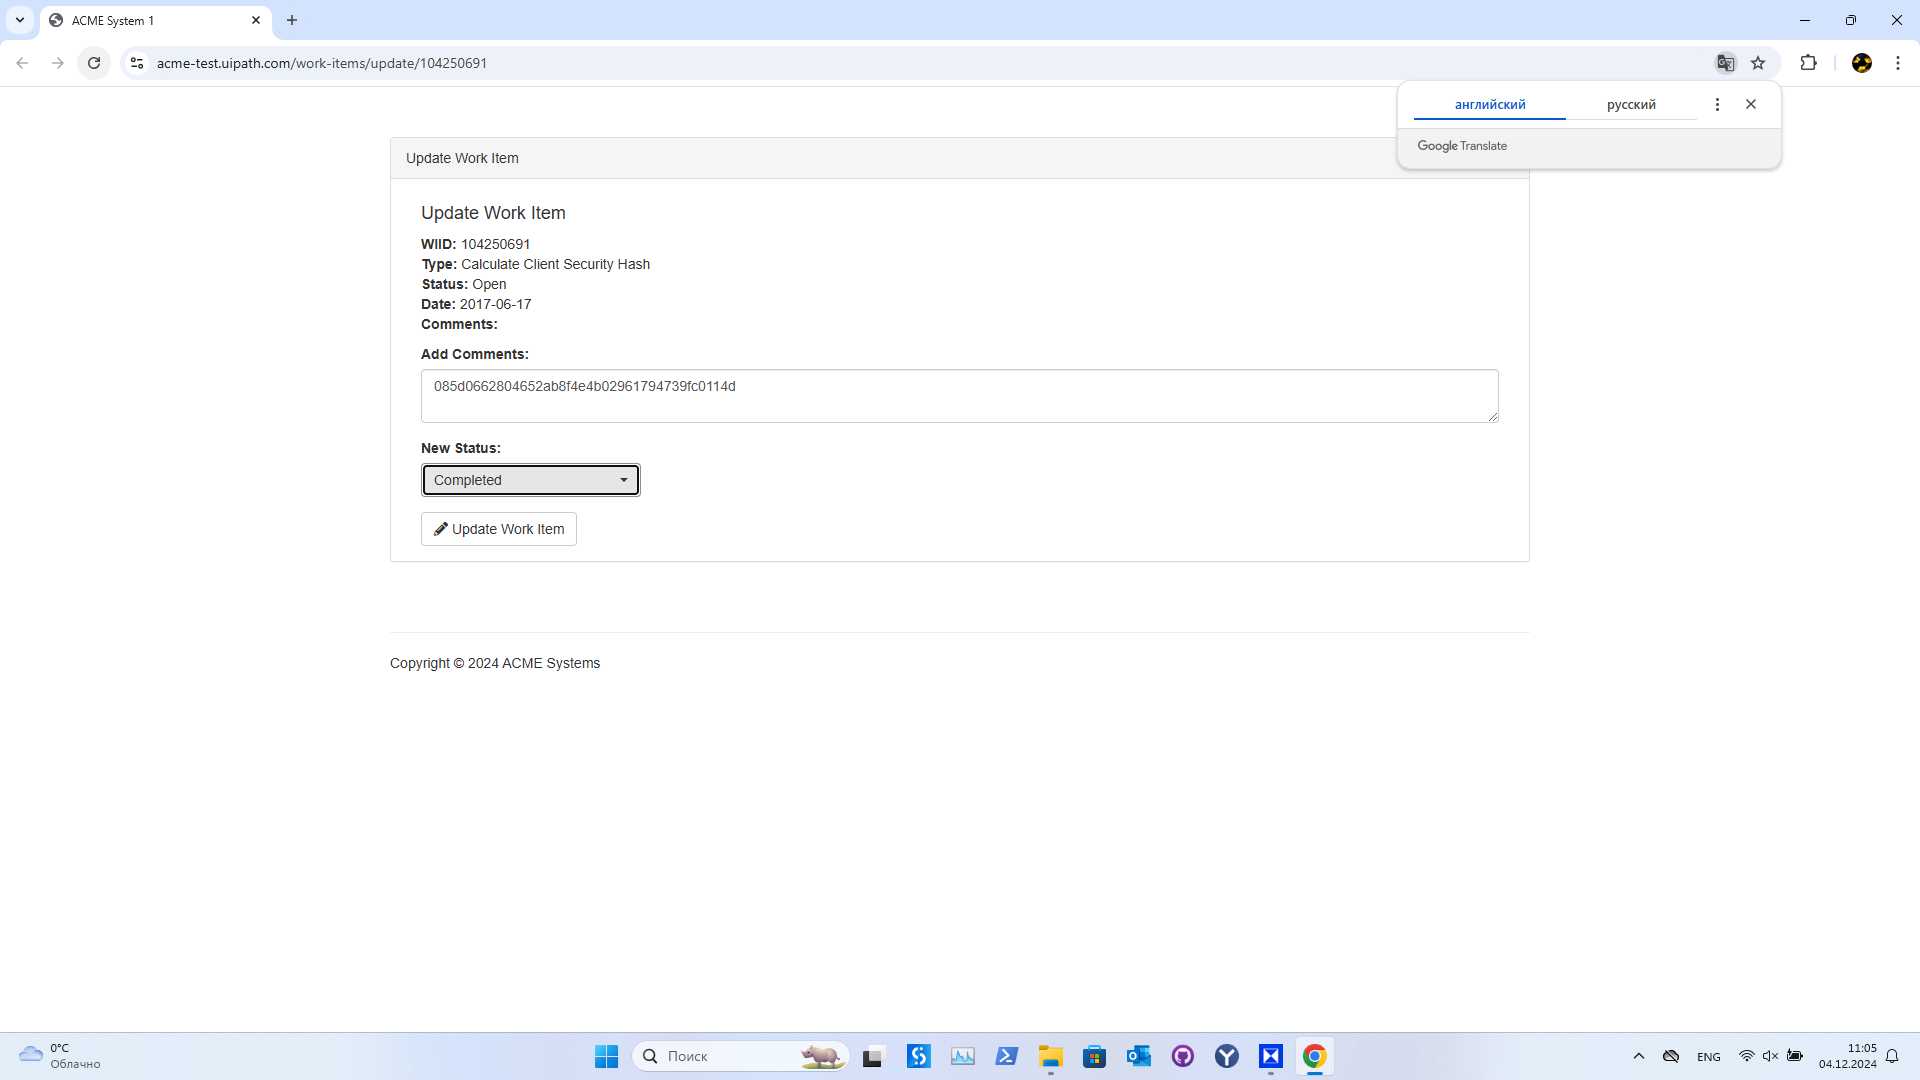 ACME System 1
acme-test.uipath.com/work-items/update/104250691
английский русский
Google Translate
Update Work Item
Update Work Item
WIID: 104250691
Type: Calculate Client Security Hash
Status: Open
Date: 2017-06-17
Comments:
Add Comments:
085d0662804652ab8f4e4b02961794739fc0114d
New Status:
Completed
Update Work Item
Copyright © 2024 ACME Systems
0°C
Облачно
Поиск
ENG
11:05
04.12.2024